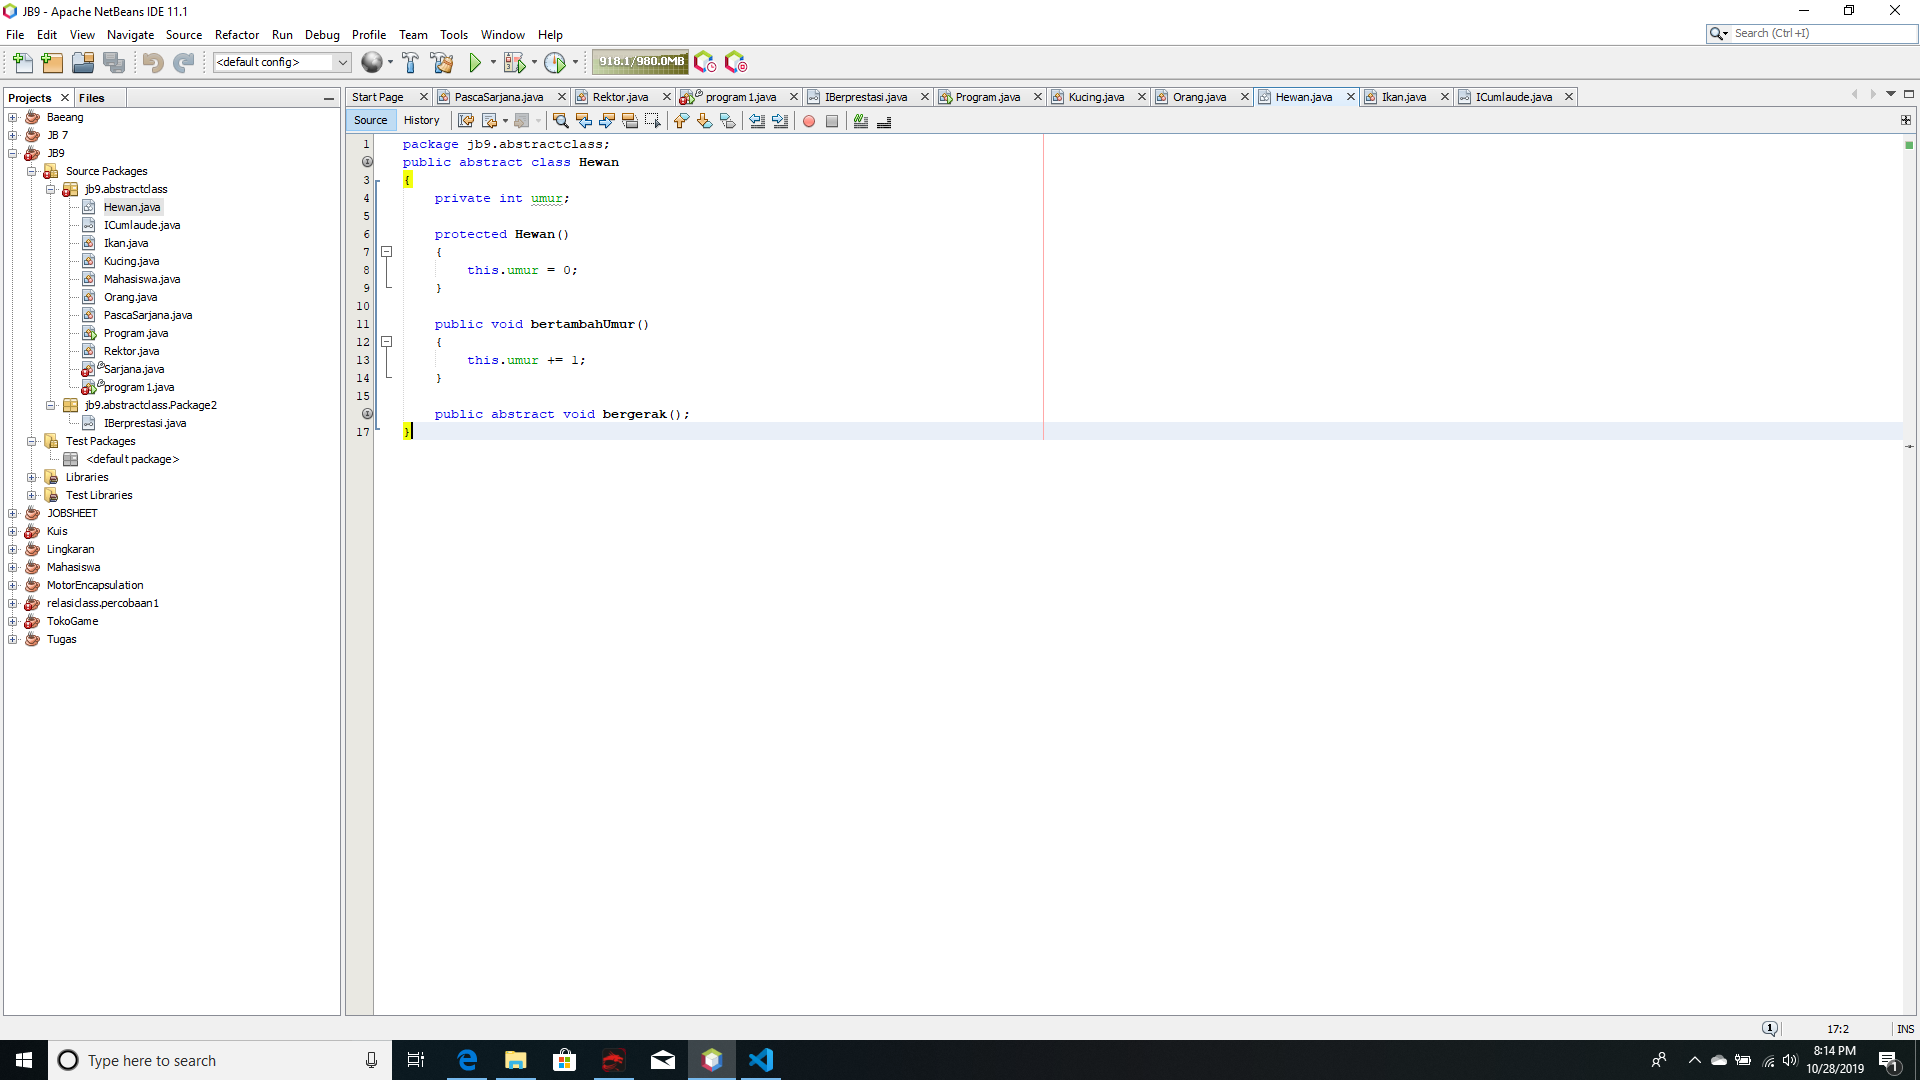 JB9 - Apache NetBeans IDE 11.1
File Edit View Navigate Source Refactor Run Debug Profile Team Tools Window Help
Search (Ctrl+I)
<default config>
918.1/980.0MB
Projects Files
Start Page PascaSarjana.java Rektor.java program1.java IBerprestasi.java Program.java Kucing.java Orang.java Hewan.java Ikan.java ICumlaude.java
Source History
Baeang
JB 7
JB9
Source Packages
jb9.abstractclass
Hewan.java
ICumlaude.java
Ikan.java
Kucing.java
Mahasiswa.java
Orang.java
PascaSarjana.java
Program.java
Rektor.java
Sarjana.java
program1.java
jb9.abstractclass.Package2
IBerprestasi.java
Test Packages
<default package>
Libraries
Test Libraries
JOBSHEET
Kuis
Lingkaran
Mahasiswa
MotorEncapsulation
relasiclass.percobaan1
TokoGame
Tugas
1 package jb9.abstractclass;
public abstract class Hewan
3 {
4 private int umur;
5
6 protected Hewan()
7 {
8 this.umur = 0;
9 }
10
11 public void bertambahUmur()
12 {
13 this.umur += 1;
14 }
15
public abstract void bergerak();
17 }
1 17:2 INS
Type here to search
8:14 PM
10/28/2019
1